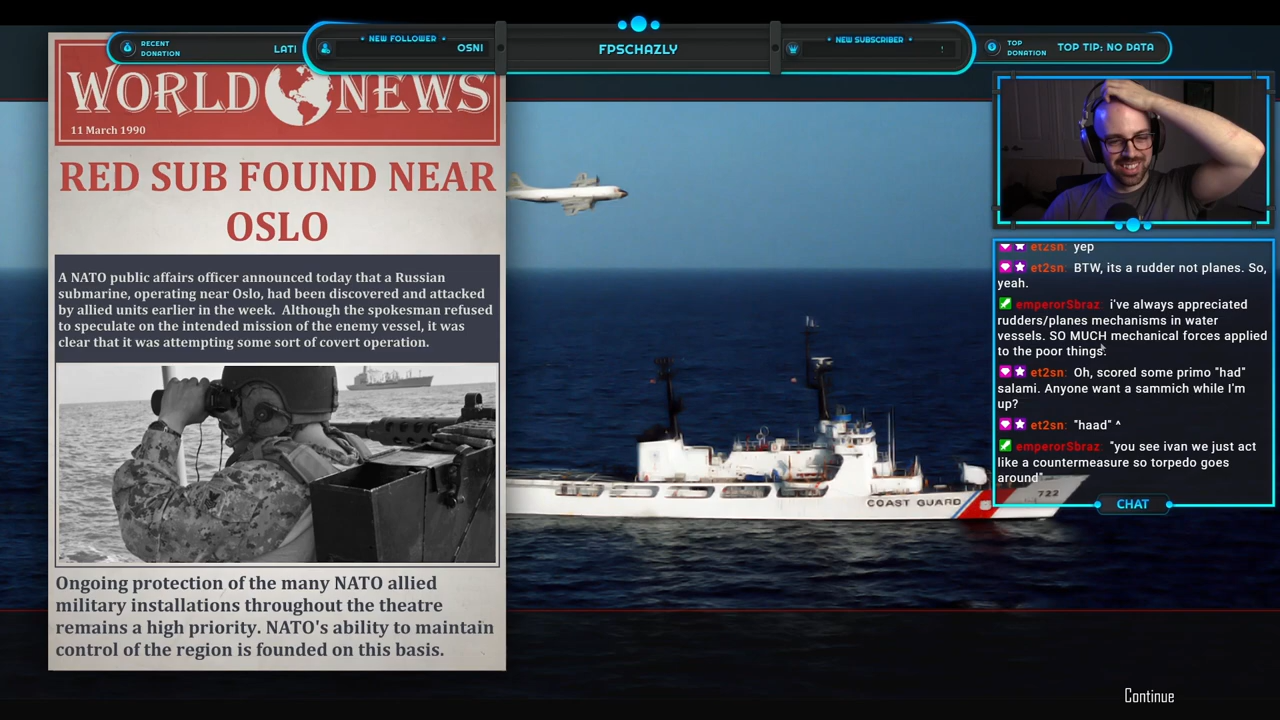 RECENT
DONATION
LATI
NEW FOLLOWER
OSNI
FPSCHAZLY
NEW SUBSCRIBER
TOP
DONATION
TOP TIP: NO DATA
WORLD NEWS
11 March 1990
RED SUB FOUND NEAR
OSLO
A NATO public affairs officer announced today that a Russian
submarine, operating near Oslo, had been discovered and attacked
by allied units earlier in the week.  Although the spokesman refused
to speculate on the intended mission of the enemy vessel, it was
clear that it was attempting some sort of covert operation.
Ongoing protection of the many NATO allied
military installations throughout the theatre
remains a high priority. NATO's ability to maintain
control of the region is founded on this basis.
COAST GUARD
722
et2sn: yep
et2sn: BTW, its a rudder not planes. So,
yeah.
emperorSbraz: i've always appreciated
rudders/planes mechanisms in water
vessels. SO MUCH mechanical forces applied
to the poor things.
et2sn: Oh, scored some primo "had"
salami. Anyone want a sammich while I'm
up?
et2sn: "haad" ^
emperorSbraz: "you see ivan we just act
like a countermeasure so torpedo goes
around"
CHAT
Continue